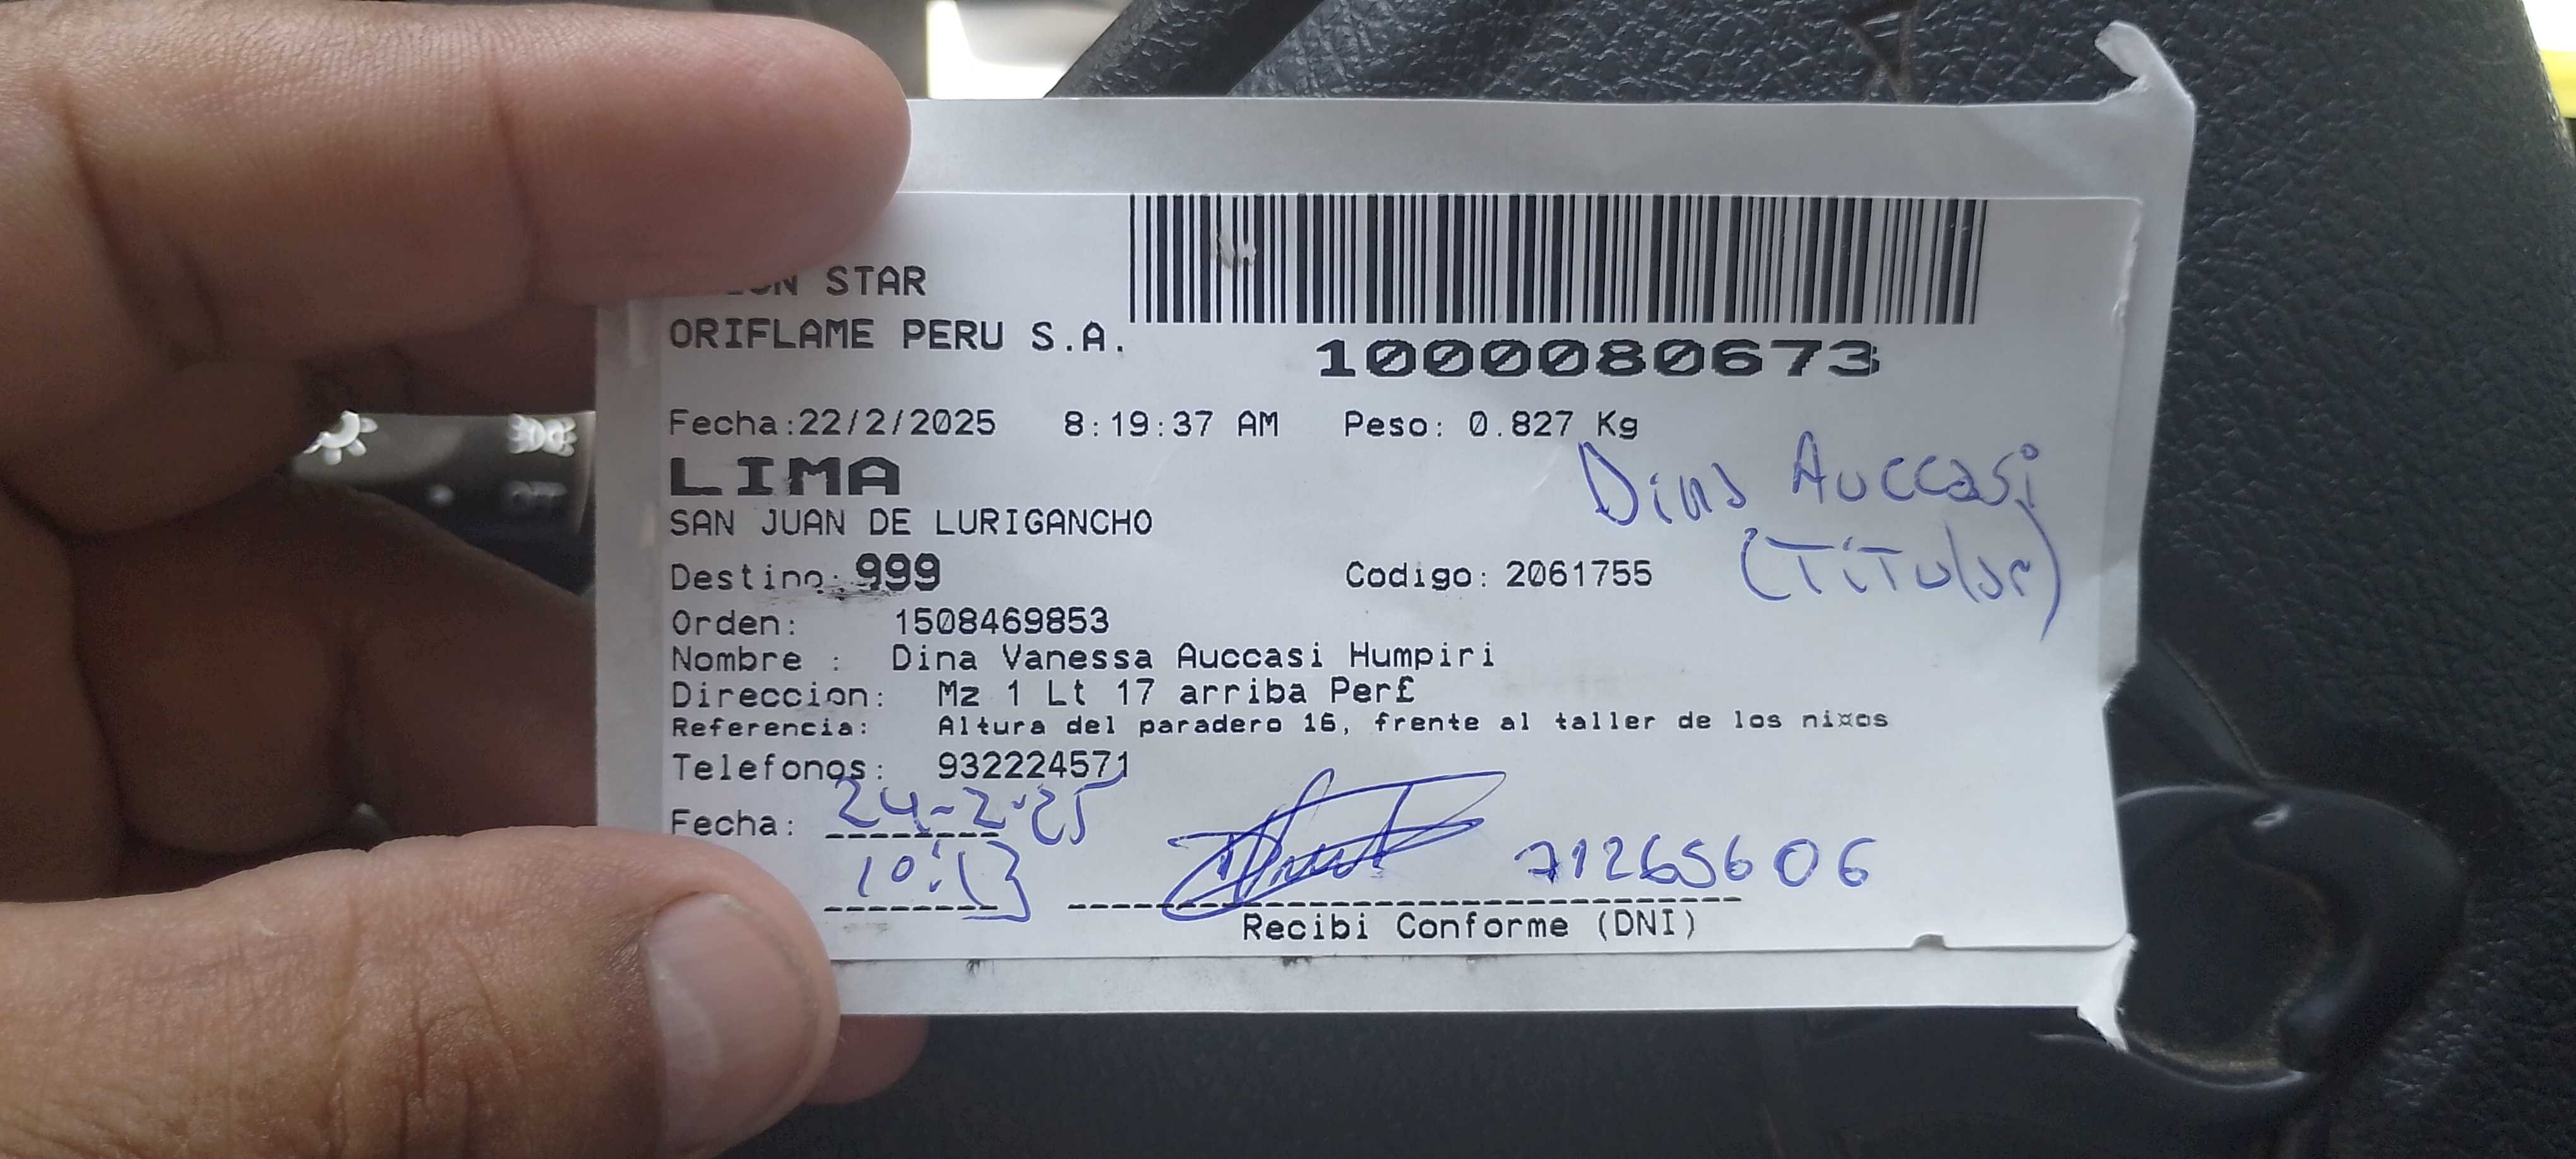 STAR
ORIFLAME PERU S.A.
1000080673
Fecha:22/2/2025 8:19:37 AM Peso: 0.827 Kg
LIMA
Dina Auccasi
SAN JUAN DE LURIGANCHO
(Titular)
Destino: 999 Codigo: 2061755
Orden: 1508469853
Nombre : Dina Vanessa Auccasi Humpiri
Direccion: Mz 1 Lt 17 arriba Per£
Referencia: Altura del paradero 16, frente al taller de los ni¤os
Telefonos: 932224571
Fecha: 24-2-25
10:13
71265606
Recibi Conforme (DNI)
OFF